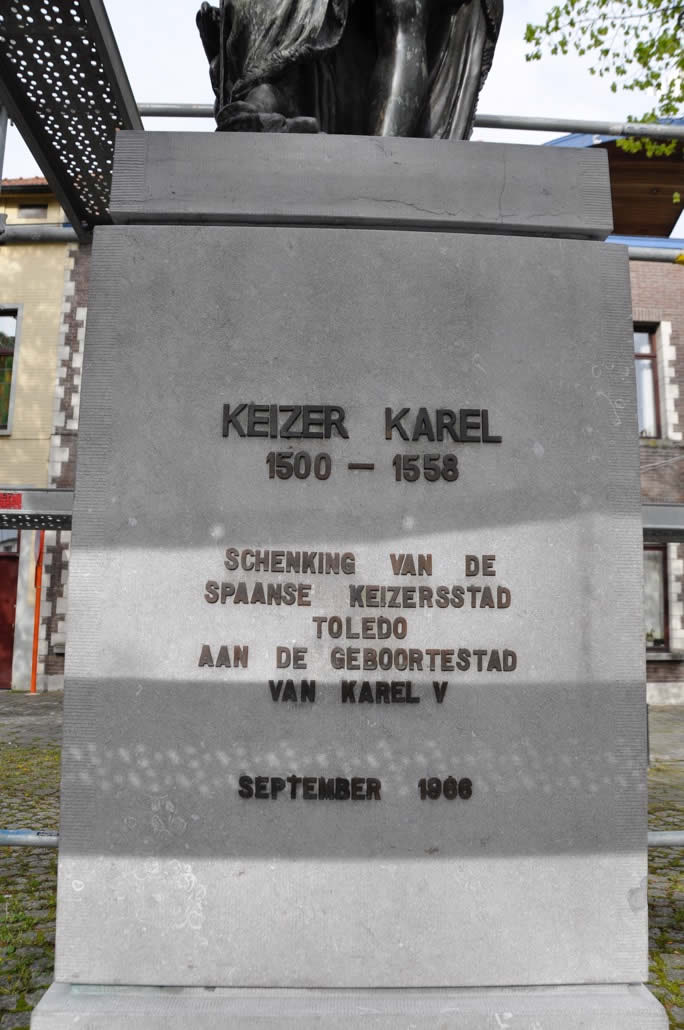 KEIZER KAREL
1500 - 1558
SCHENKING VAN DE
SPAANSE KEIZERSSTAD
TOLEDO
AAN DE GEBOORTESTAD
VAN KAREL V
SEPTEMBER 1966